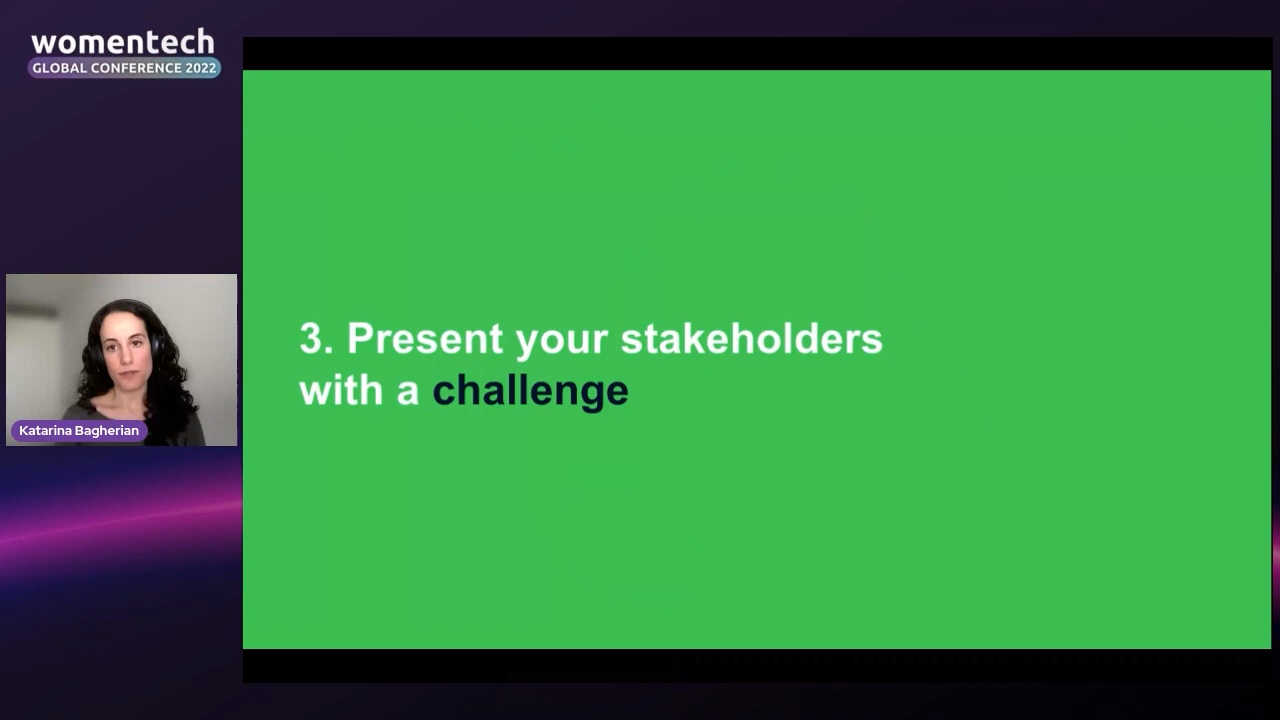 womentech
GLOBAL CONFERENCE 2022
3. Present your stakeholders
with a challenge
Katarina Bagherian